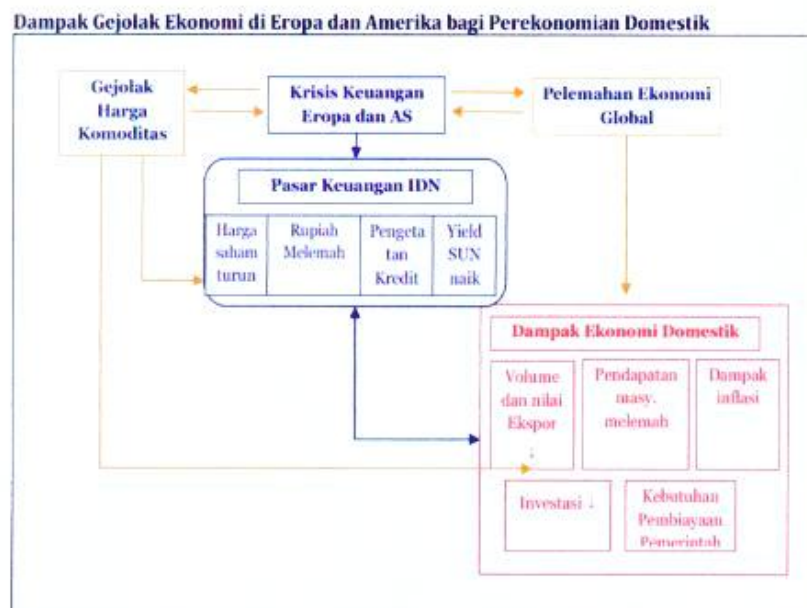 Dampak Gejolak Ekonomi di Eropa dan Amerika bagi Perekonomian Domestik
Gejolak
Harga
Komoditas
Krisis Keuangan
Eropa dan AS
Pelemahan Ekonomi
Global
Pasar Keuangan IDN
Harga
saham
turun
Rupiah
Melemah
Pengeta
tan
Kredit
Yield
SUN
naik
Dampak Ekonomi Domestik
Volume
dan nilai
Ekspor
↓
Pendapatan
masy.
melemah
Dampak
inflasi
Investasi ↓
Kebutuhan
Pembiayaan
Pemerintah